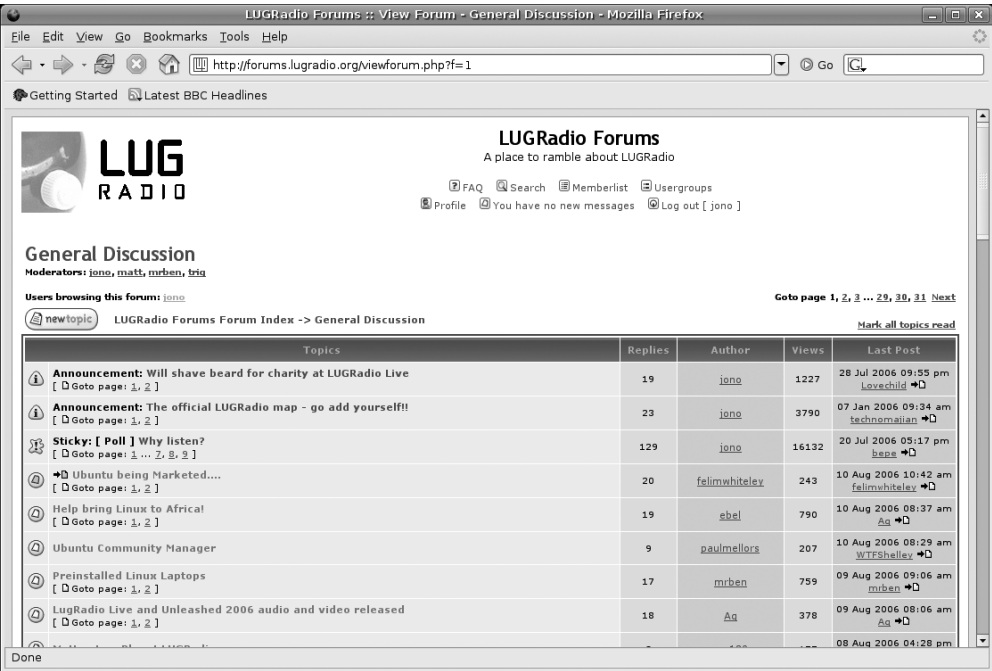 LUGRadio Forums :: View Forum - General Discussion - Mozilla Firefox
File Edit View Go Bookmarks Tools Help
http://forums.lugradio.org/viewforum.php?f=1 Go G
Getting Started Latest BBC Headlines
LUG
RADIO
LUGRadio Forums
A place to ramble about LUGRadio
FAQ Search Memberlist Usergroups
Profile You have no new messages Log out [ jono ]
General Discussion
Moderators: jono, matt, mrben, trig
Users browsing this forum: jono
Goto page 1, 2, 3 ... 29, 30, 31 Next
newtopic LUGRadio Forums Forum Index -> General Discussion
Mark all topics read
Topics Replies Author Views Last Post
Announcement: Will shave beard for charity at LUGRadio Live 19 jono 1227 28 Jul 2006 09:55 pm
[ Goto page: 1, 2 ] Lovechild
Announcement: The official LUGRadio map - go add yourself!! 23 jono 3790 07 Jan 2006 09:34 am
[ Goto page: 1, 2 ] technomajian
Sticky: [ Poll ] Why listen? 129 jono 16132 20 Jul 2006 05:17 pm
[ Goto page: 1 ... 7, 8, 9 ] bepe
Ubuntu being Marketed.... 20 felimwhiteley 243 10 Aug 2006 10:42 am
[ Goto page: 1, 2 ] felimwhiteley
Help bring Linux to Africa! 19 ebel 790 10 Aug 2006 08:37 am
[ Goto page: 1, 2 ] Aq
Ubuntu Community Manager 9 paulmellors 207 10 Aug 2006 08:29 am
WTFShelley
Preinstalled Linux Laptops 17 mrben 759 09 Aug 2006 09:06 am
[ Goto page: 1, 2 ] mrben
LugRadio Live and Unleashed 2006 audio and video released 18 Aq 378 09 Aug 2006 08:06 am
[ Goto page: 1, 2 ] Aq
08 Aug 2006 04:28 pm
Done